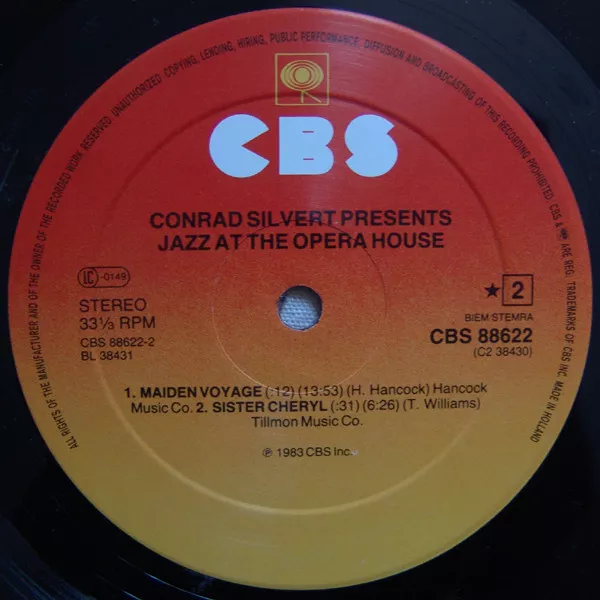 ALL RIGHTS OF THE MANUFACTURER AND OF THE OWNER OF THE RECORDED WORK RESERVED. UNAUTHORIZED COPYING, LENDING, HIRING, PUBLIC PERFORMANCE, DIFFUSION AND BROADCASTING OF THIS RECORDING PROHIBITED. CBS & ARE REG. TRADEMARKS OF CBS INC. MADE IN HOLLAND
CBS
CONRAD SILVERT PRESENTS
JAZZ AT THE OPERA HOUSE
IC -0149
STEREO
33⅓ RPM
CBS 88622-2
BL 38431
★ 2
BIEM STEMRA
CBS 88622
(C2 38430)
1. MAIDEN VOYAGE (:12) (13:53) (H. Hancock) Hancock
Music Co. 2. SISTER CHERYL (:31) (6:26) (T. Williams)
Tillmon Music Co.
℗ 1983 CBS Inc.